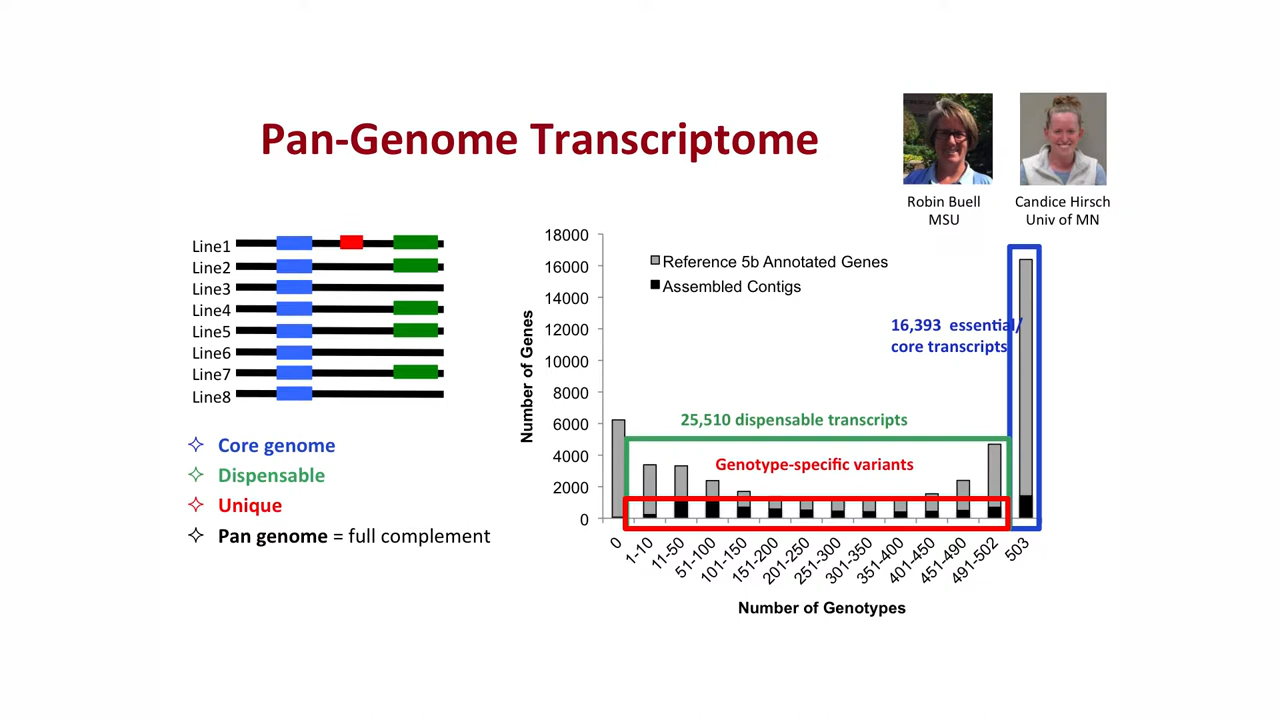 Pan-Genome Transcriptome
Robin Buell
MSU
Candice Hirsch
Univ of MN
Line1
Line2
Line3
Line4
Line5
Line6
Line7
Line8
✧ Core genome
✧ Dispensable
✧ Unique
✧ Pan genome = full complement
Number of Genes
18000
16000
14000
12000
10000
8000
6000
4000
2000
0
Reference 5b Annotated Genes
Assembled Contigs
16,393 essential/
core transcripts
25,510 dispensable transcripts
Genotype-specific variants
0
1-10
11-50
51-100
101-150
151-200
201-250
251-300
301-350
351-400
401-450
451-490
491-502
503
Number of Genotypes